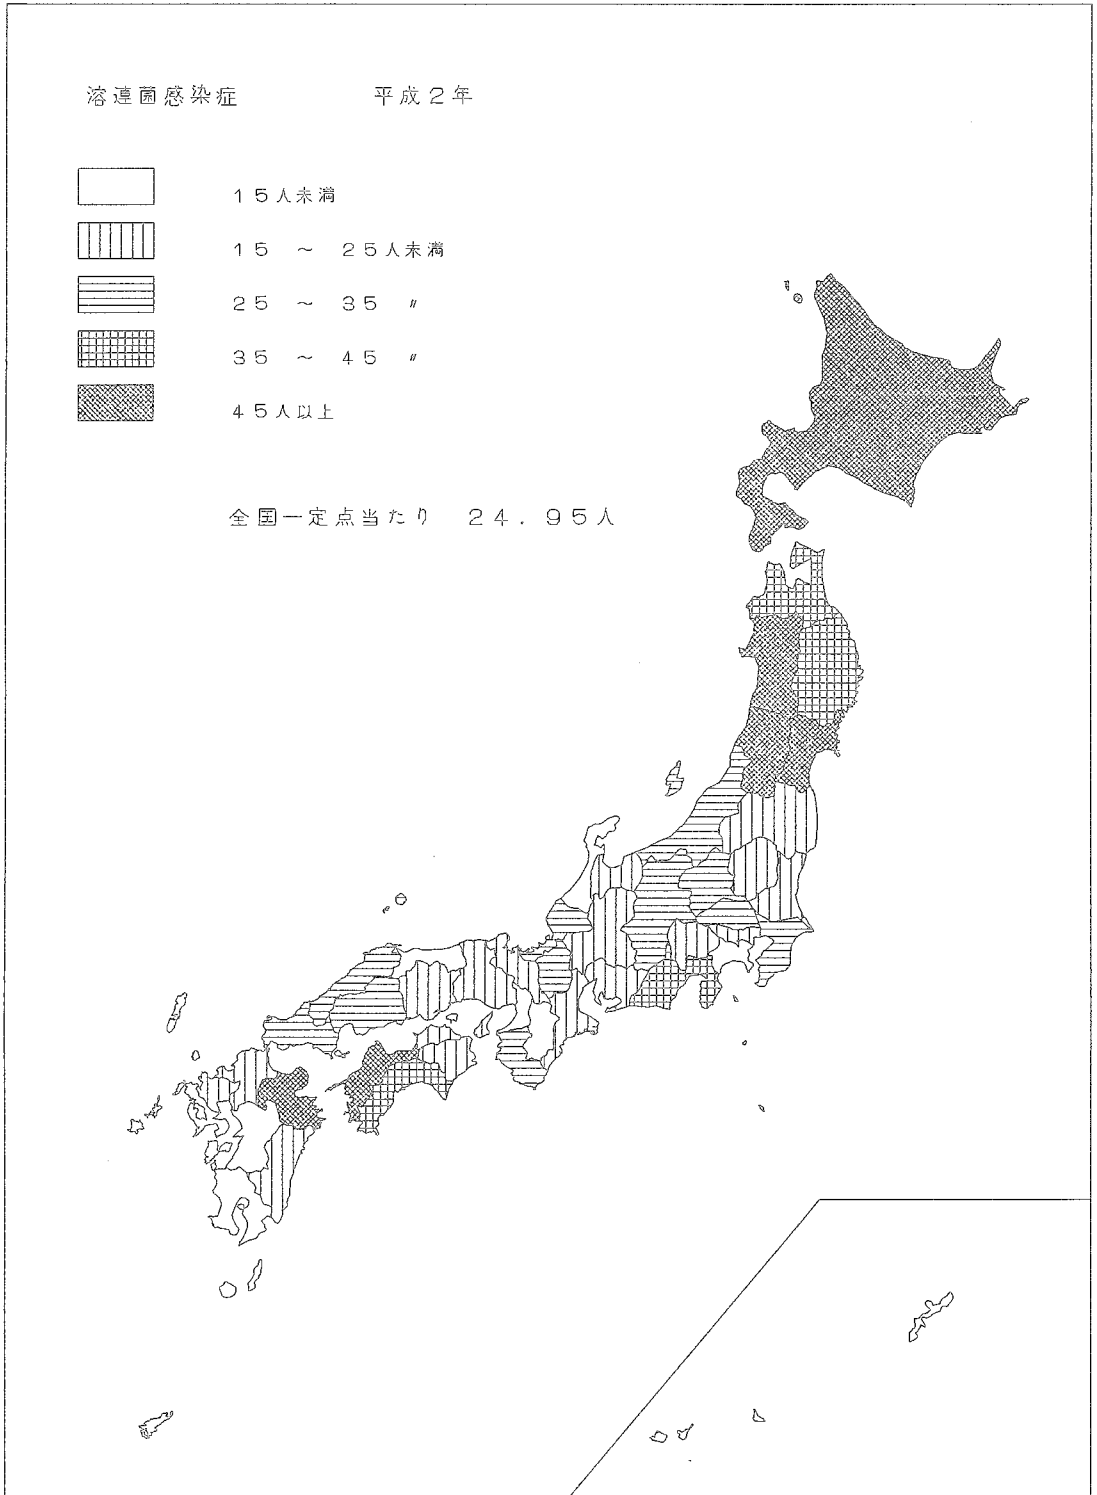 溶連菌感染症 平成2年
15人未満
15 ~ 25人未満
25 ~ 35 〃
35 ~ 45 〃
45人以上
全国一定点当たり 24.95人